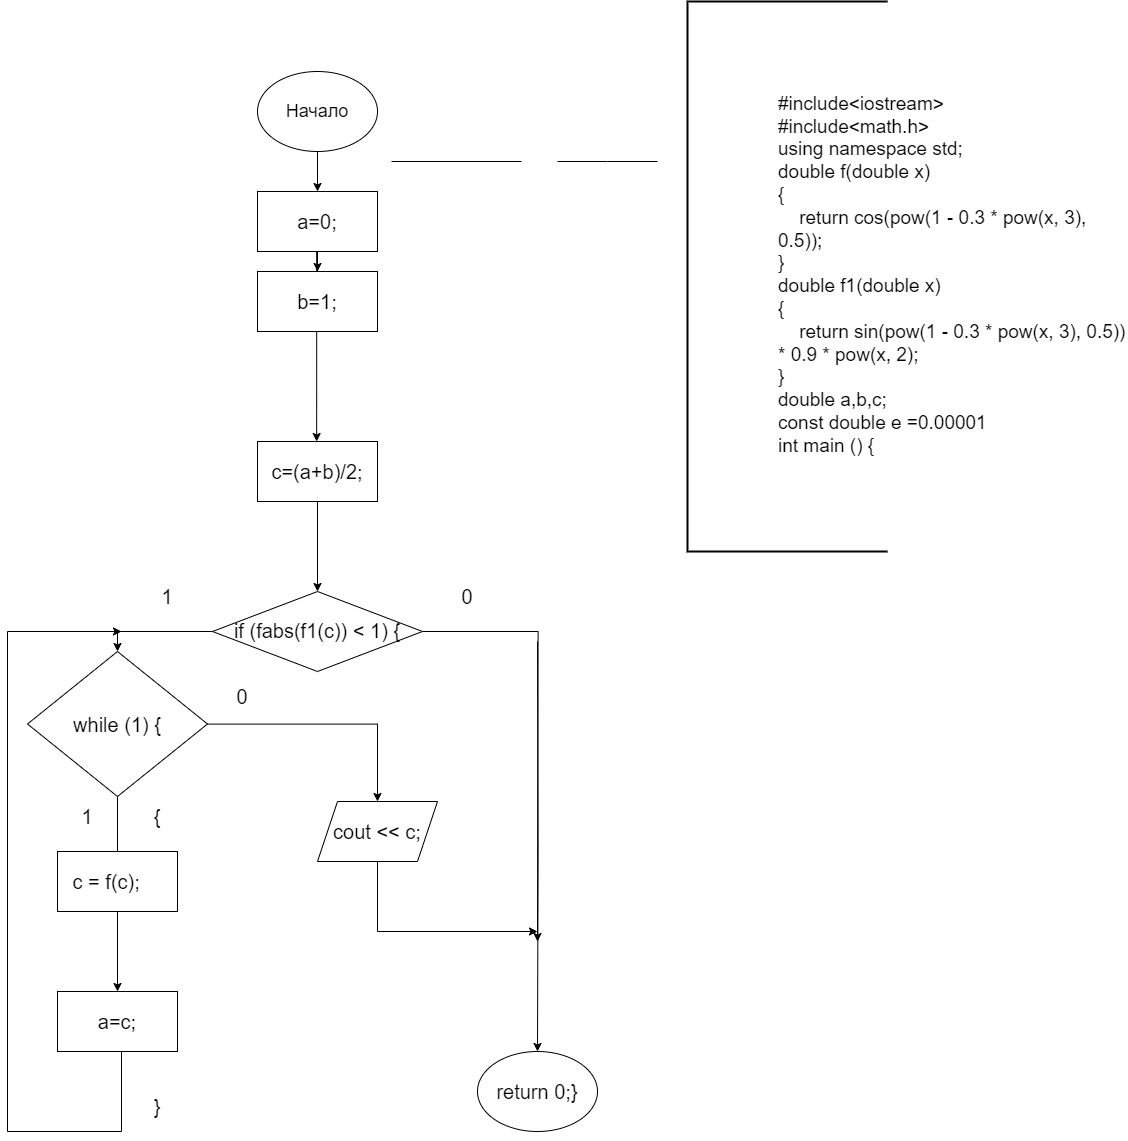 Начало
a=0;
b=1;
c=(a+b)/2;
1
0
if (fabs(f1(c)) < 1) {
0
while (1) {
1
{
cout << c;
c = f(c);
a=c;
}
return 0;}
#include<iostream>
#include<math.h>
using namespace std;
double f(double x)
{
return cos(pow(1 - 0.3 * pow(x, 3),
0.5));
}
double f1(double x)
{
return sin(pow(1 - 0.3 * pow(x, 3), 0.5))
* 0.9 * pow(x, 2);
}
double a,b,c;
const double e =0.00001
int main () {